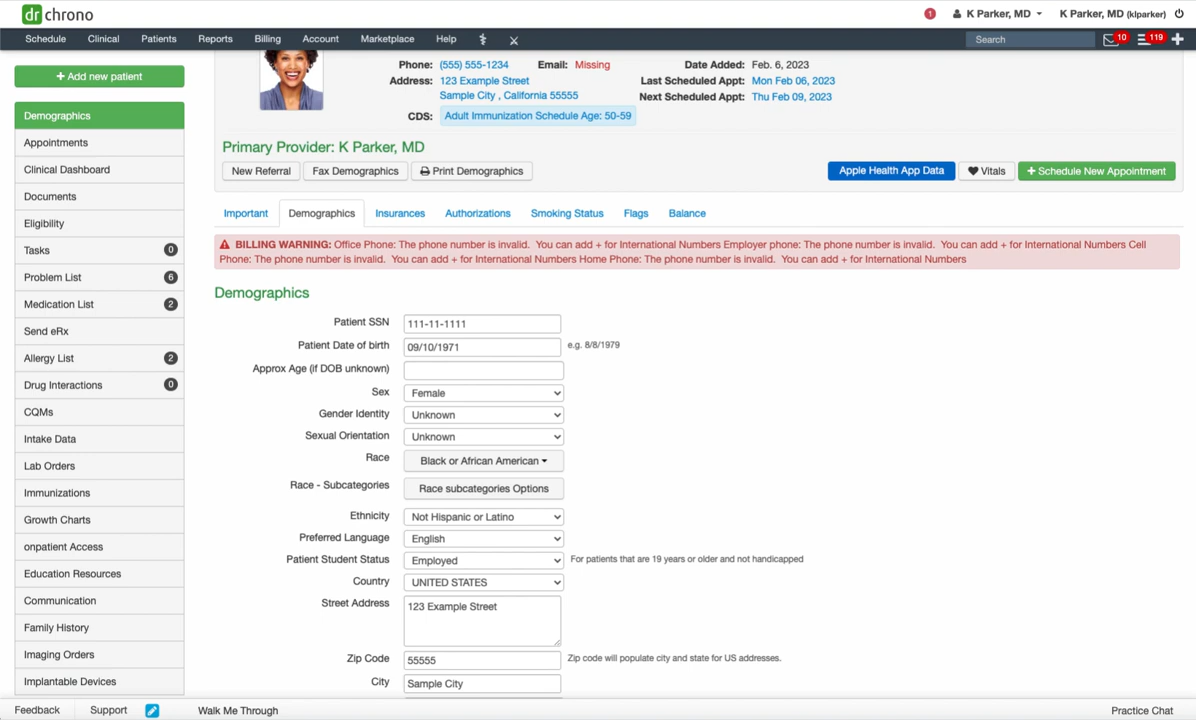 dr chrono
1
K Parker, MD
K Parker, MD (klparker)
Schedule
Clinical
Patients
Reports
Billing
Account
Marketplace
Help
Search
10
119
+ Add new patient
Demographics
Appointments
Clinical Dashboard
Documents
Eligibility
Tasks 0
Problem List 6
Medication List 2
Send eRx
Allergy List 2
Drug Interactions 0
CQMs
Intake Data
Lab Orders
Immunizations
Growth Charts
onpatient Access
Education Resources
Communication
Family History
Imaging Orders
Implantable Devices
Phone: (555) 555-1234 Email: Missing Date Added: Feb. 6, 2023
Address: 123 Example Street Last Scheduled Appt: Mon Feb 06, 2023
Sample City , California 55555 Next Scheduled Appt: Thu Feb 09, 2023
CDS: Adult Immunization Schedule Age: 50-59
Primary Provider: K Parker, MD
New Referral
Fax Demographics
Print Demographics
Apple Health App Data
Vitals
+ Schedule New Appointment
Important
Demographics
Insurances
Authorizations
Smoking Status
Flags
Balance
BILLING WARNING: Office Phone: The phone number is invalid. You can add + for International Numbers Employer phone: The phone number is invalid. You can add + for International Numbers Cell
Phone: The phone number is invalid. You can add + for International Numbers Home Phone: The phone number is invalid. You can add + for International Numbers
Demographics
Patient SSN 111-11-1111
Patient Date of birth 09/10/1971 e.g. 8/8/1979
Approx Age (if DOB unknown)
Sex Female
Gender Identity Unknown
Sexual Orientation Unknown
Race Black or African American
Race - Subcategories Race subcategories Options
Ethnicity Not Hispanic or Latino
Preferred Language English
Patient Student Status Employed For patients that are 19 years or older and not handicapped
Country UNITED STATES
Street Address 123 Example Street
Zip Code 55555 Zip code will populate city and state for US addresses.
City Sample City
Feedback
Support
Walk Me Through
Practice Chat